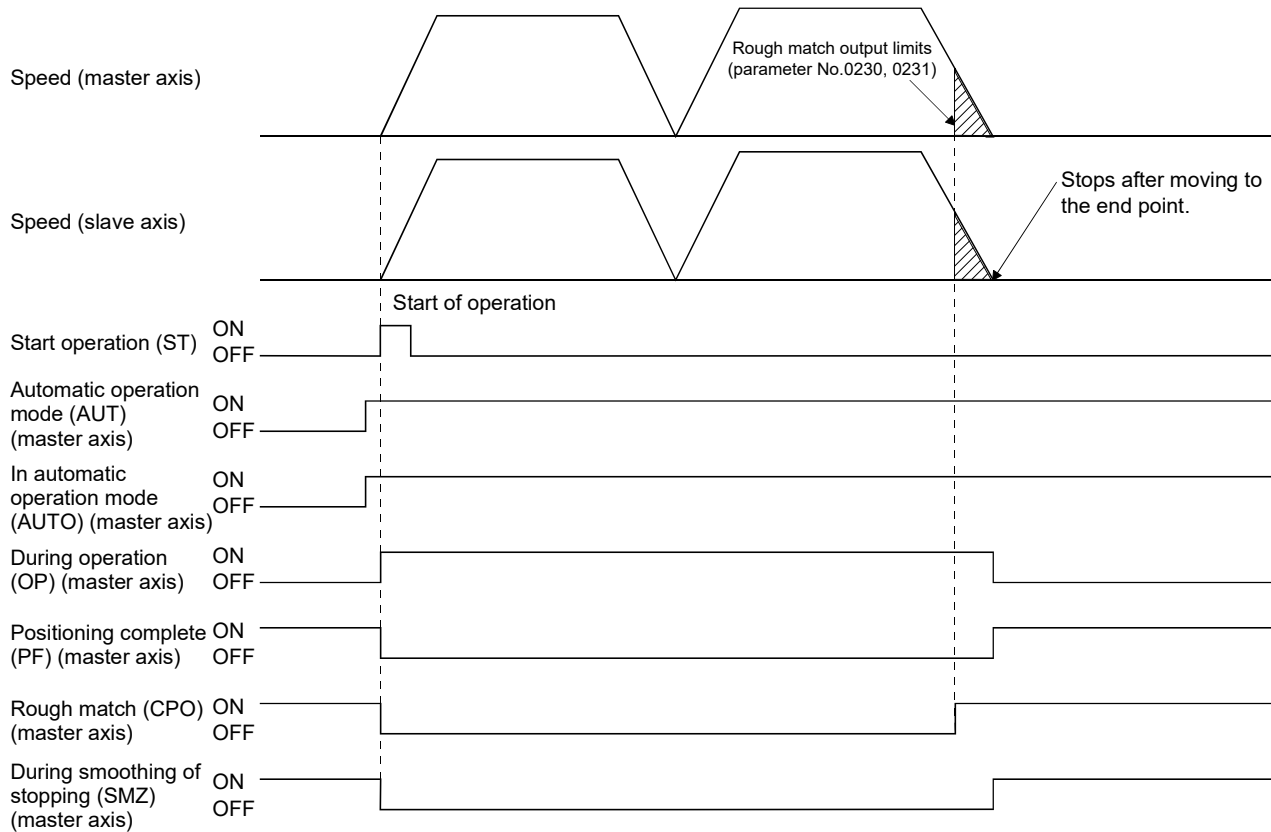 Rough match output limits
(parameter No.0230, 0231)
Speed (master axis)
Stops after moving to
the end point.
Speed (slave axis)
Start of operation
Start operation (ST)
ON
OFF
Automatic operation
mode (AUT)
(master axis)
ON
OFF
In automatic
operation mode
(AUTO) (master axis)
ON
OFF
During operation
(OP) (master axis)
ON
OFF
Positioning complete
(PF) (master axis)
ON
OFF
Rough match (CPO)
(master axis)
ON
OFF
During smoothing of
stopping (SMZ)
(master axis)
ON
OFF